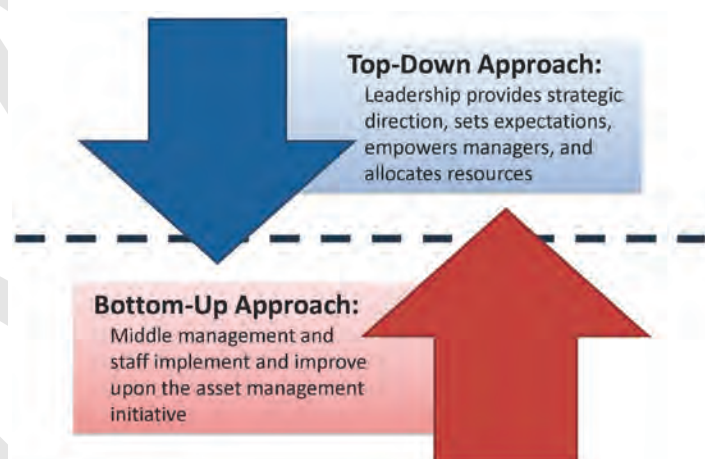 Top-Down Approach:
Leadership provides strategic
direction, sets expectations,
empowers managers, and
allocates resources
Bottom-Up Approach:
Middle management and
staff implement and improve
upon the asset management
initiative